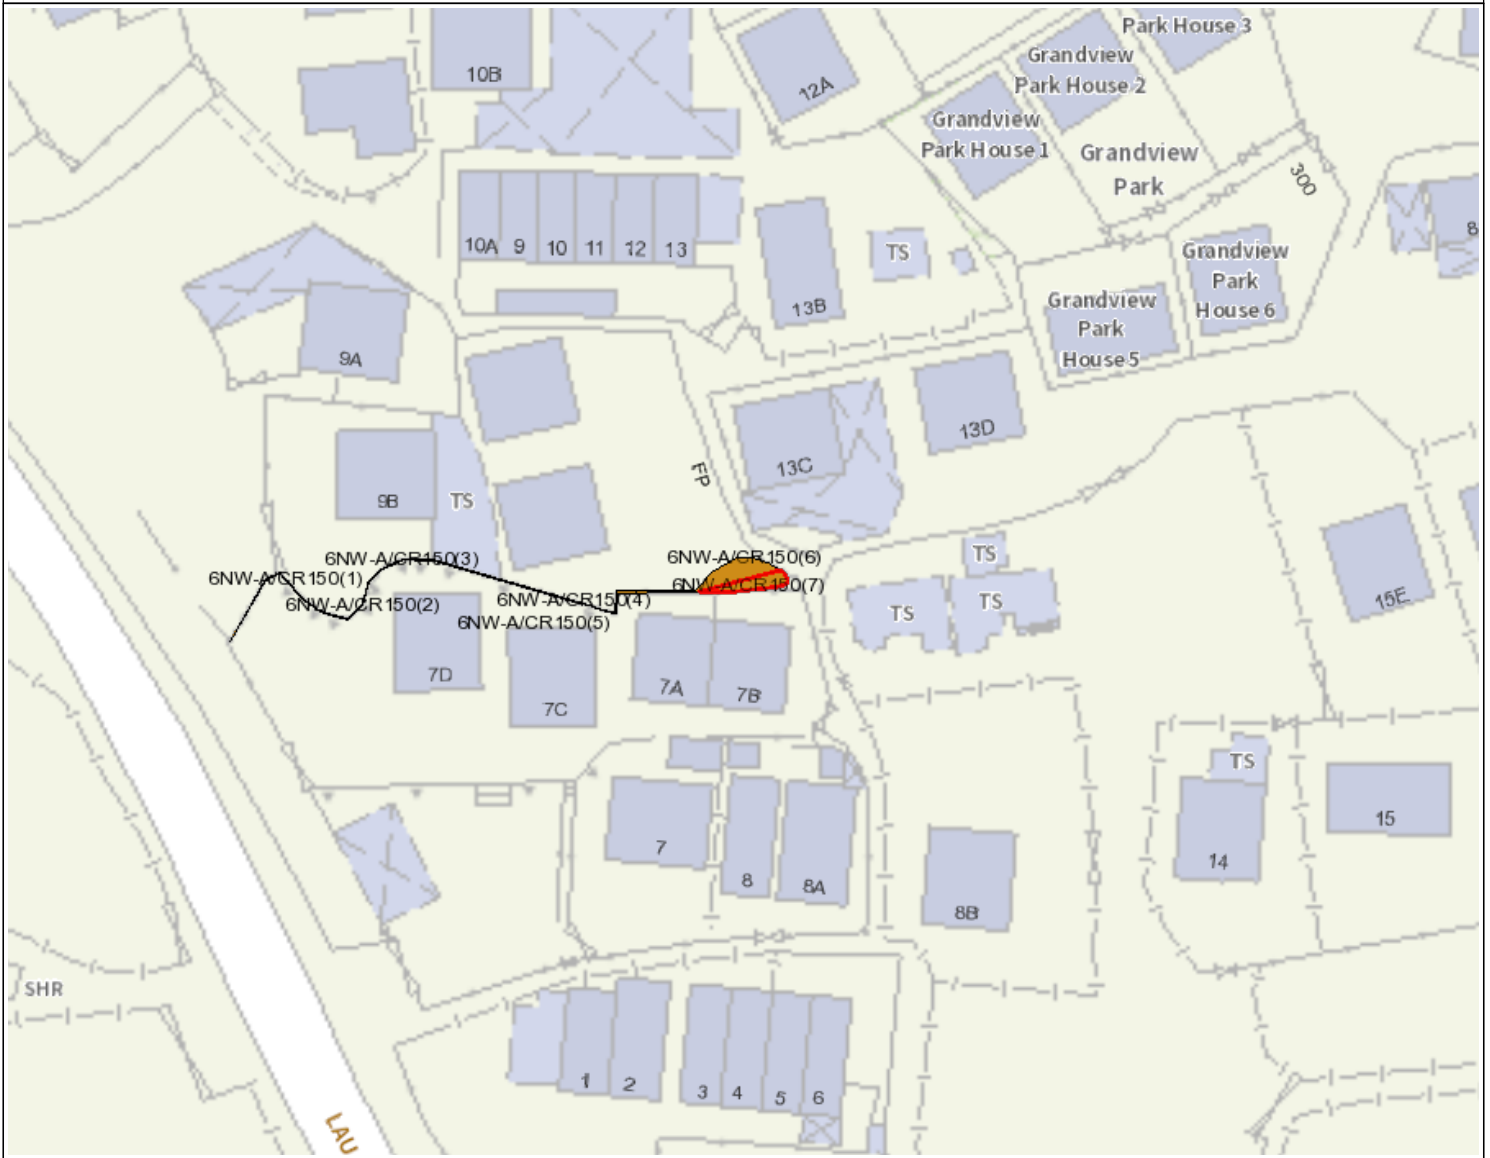 Park House 3
Grandview
Park House 2
10B
12A
Grandview
Park House 1
Grandview
Park
300
10A
9
10
11
12
13
TS
8
Grandview
Park
House 6
13B
Grandview
Park
House 5
9A
13D
13C
FP
9B
TS
TS
6NW-A/CR150(6)
6NW-A/CR150(3)
6NW-A/CR150(1)
6NW-A/CR150(7)
6NW-A/CR150(2)
6NW-A/CR150(4)
6NW-A/CR150(5)
TS
TS
15E
7D
7A
7B
7C
TS
15
7
14
8
8A
8B
SHR
1
2
3
4
5
6
LAU